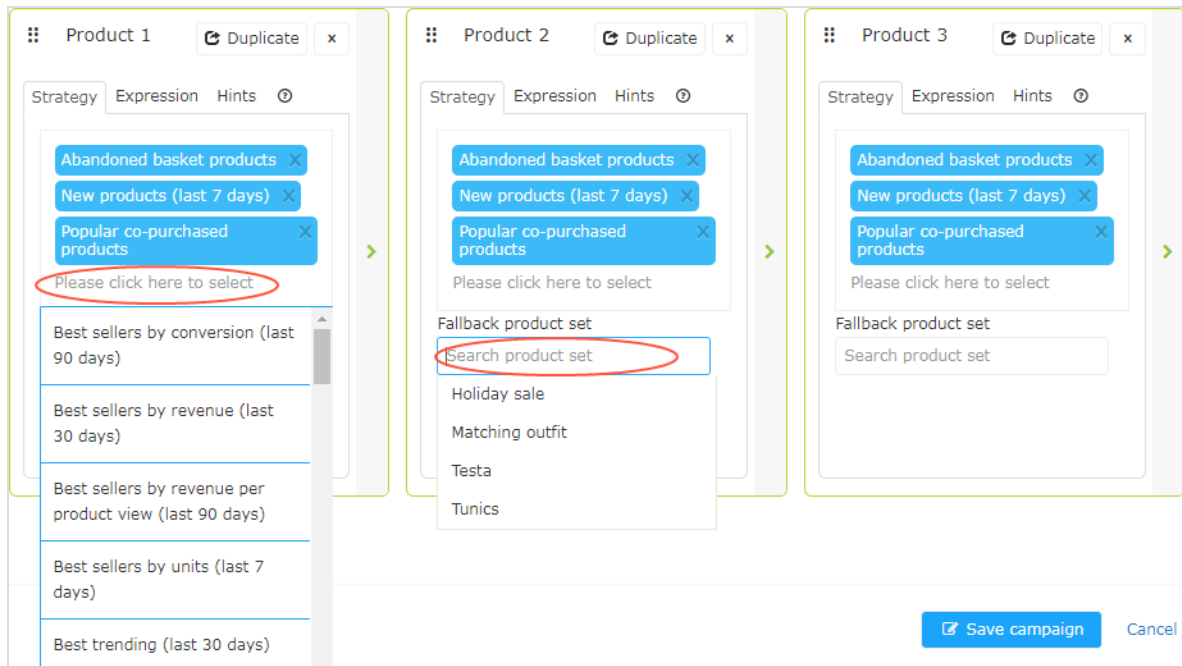 Product 1
Duplicate
x
Strategy
Expression
Hints
Abandoned basket products
New products (last 7 days)
Popular co-purchased
products
Please click here to select
Best sellers by conversion (last
90 days)
Best sellers by revenue (last
30 days)
Best sellers by revenue per
product view (last 90 days)
Best sellers by units (last 7
days)
Best trending (last 30 days)
Product 2
Duplicate
x
Strategy
Expression
Hints
Abandoned basket products
New products (last 7 days)
Popular co-purchased
products
Please click here to select
Fallback product set
Search product set
Holiday sale
Matching outfit
Testa
Tunics
Product 3
Duplicate
x
Strategy
Expression
Hints
Abandoned basket products
New products (last 7 days)
Popular co-purchased
products
Please click here to select
Fallback product set
Search product set
Save campaign
Cancel